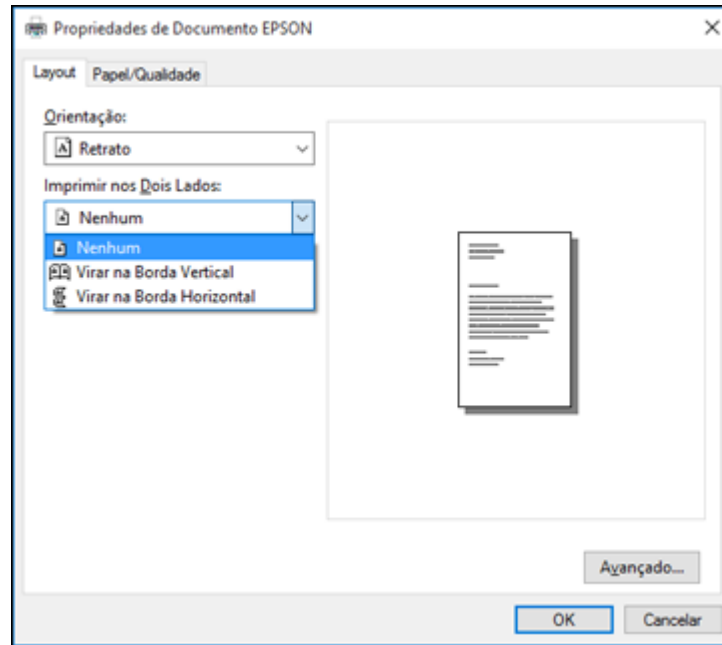 Propriedades de Documento EPSON
Layout
Papel/Qualidade
Orientação:
Retrato
Imprimir nos Dois Lados:
Nenhum
Nenhum
Virar na Borda Vertical
Virar na Borda Horizontal
Avançado...
OK
Cancelar